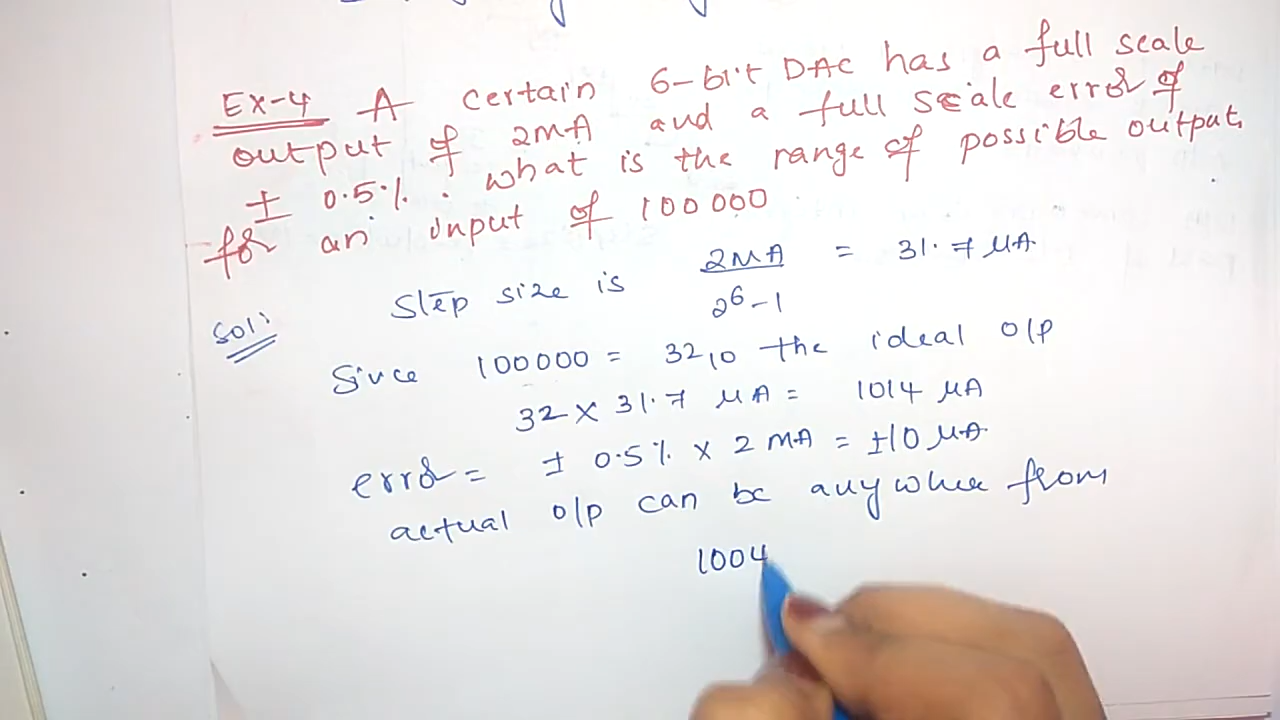 Ex-4 A certain 6-bit DAC has a full scale
output of 2MA and a full scale error of
± 0.5%. what is the range of possible output
for an input of 100000
Sol:
Step size is 2MA / 2⁶-1 = 31.7 μA
Since 100000 = 32₁₀ the ideal o/p
32 × 31.7 μA = 1014 μA
error = ± 0.5% × 2 MA = ±10 μA
actual o/p can be anywhere from
1004